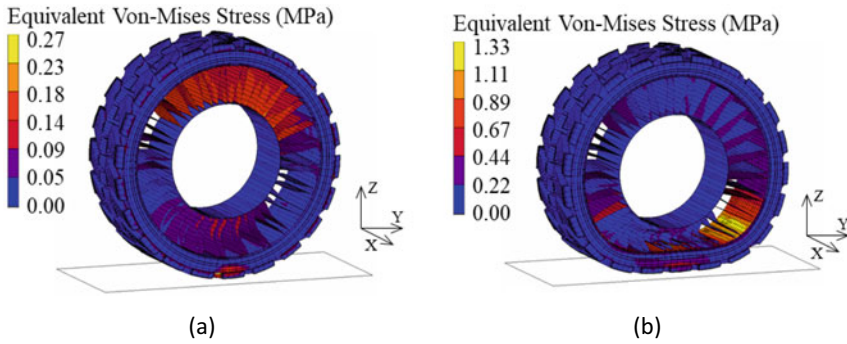 Equivalent Von-Mises Stress (MPa)
0.27
0.23
0.18
0.14
0.09
0.05
0.00
Z
Y
X
(a)
Equivalent Von-Mises Stress (MPa)
1.33
1.11
0.89
0.67
0.44
0.22
0.00
Z
Y
X
(b)